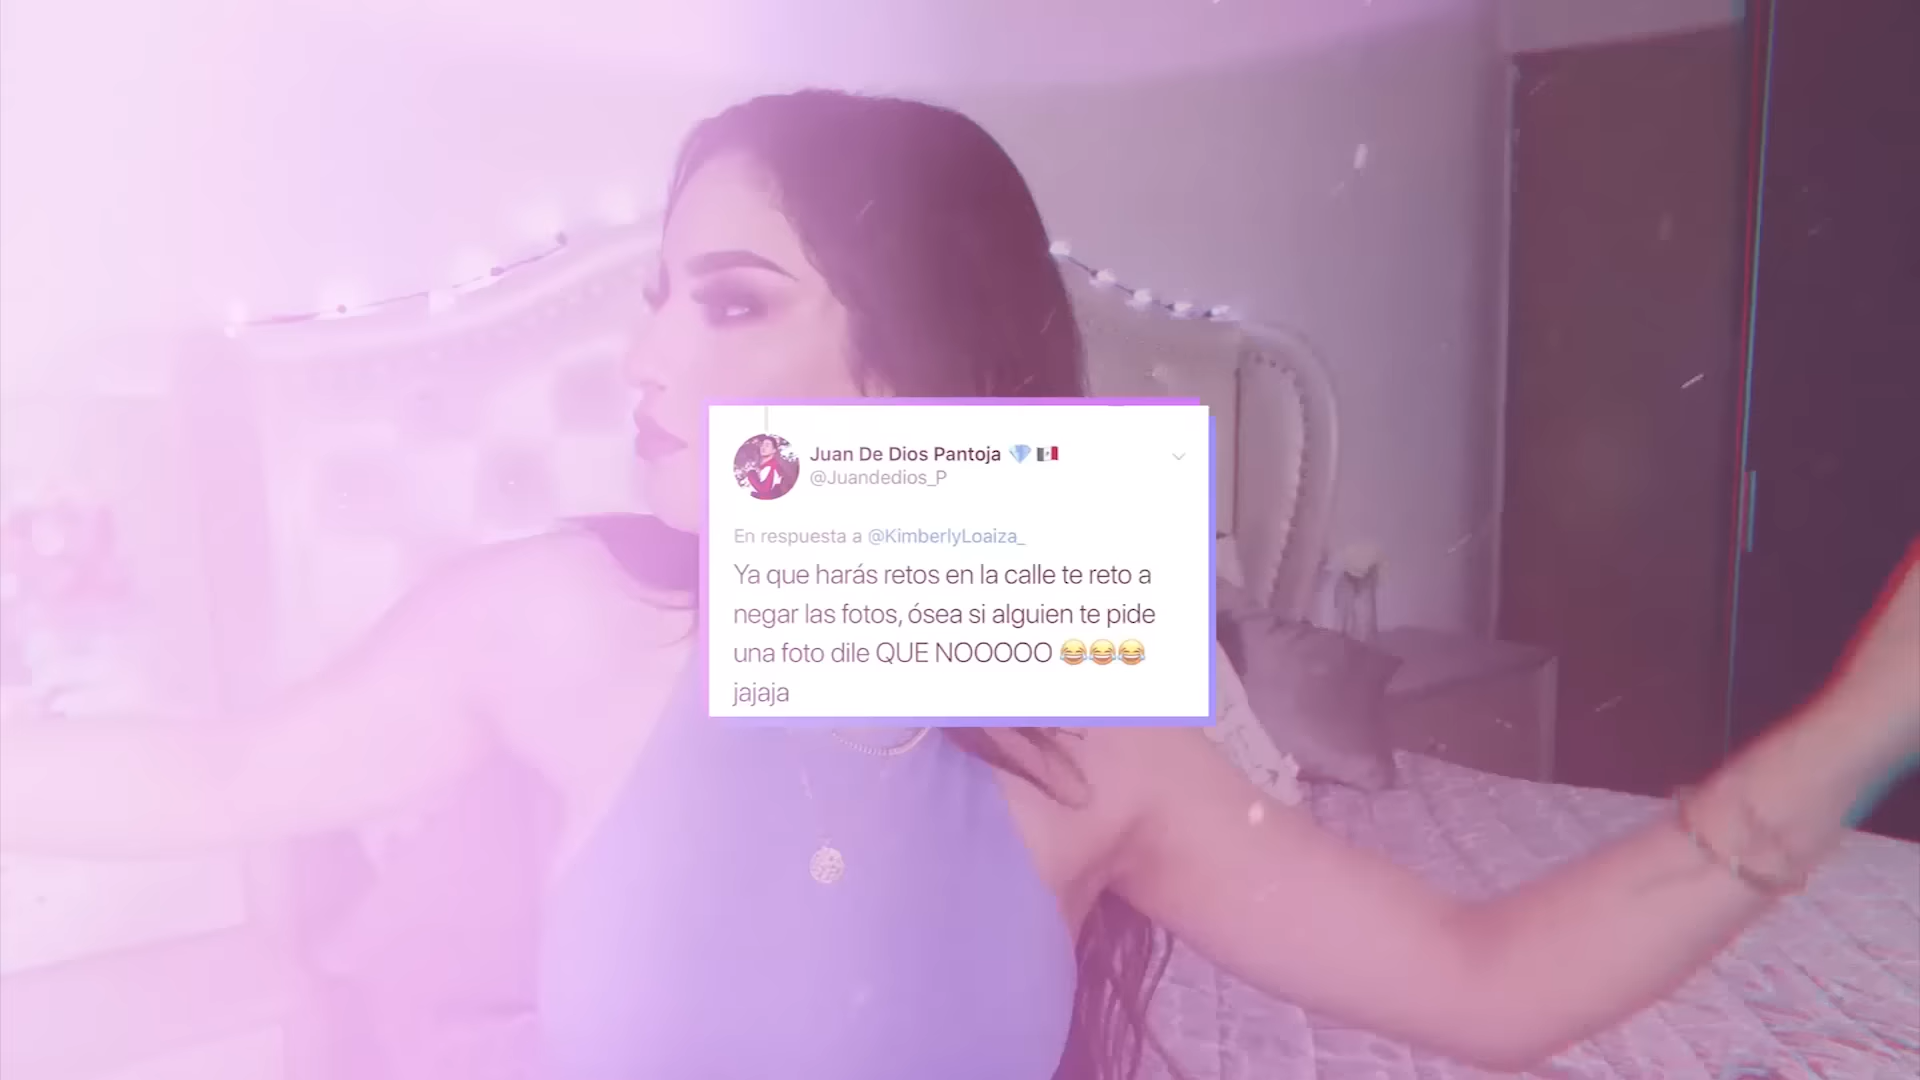 Juan De Dios Pantoja 💎🇲🇽
@Juandedios_P
En respuesta a @KimberlyLoaiza_
Ya que harás retos en la calle te reto a
negar las fotos, ósea si alguien te pide
una foto dile QUE NOOOOO 😂😂😂
jajaja